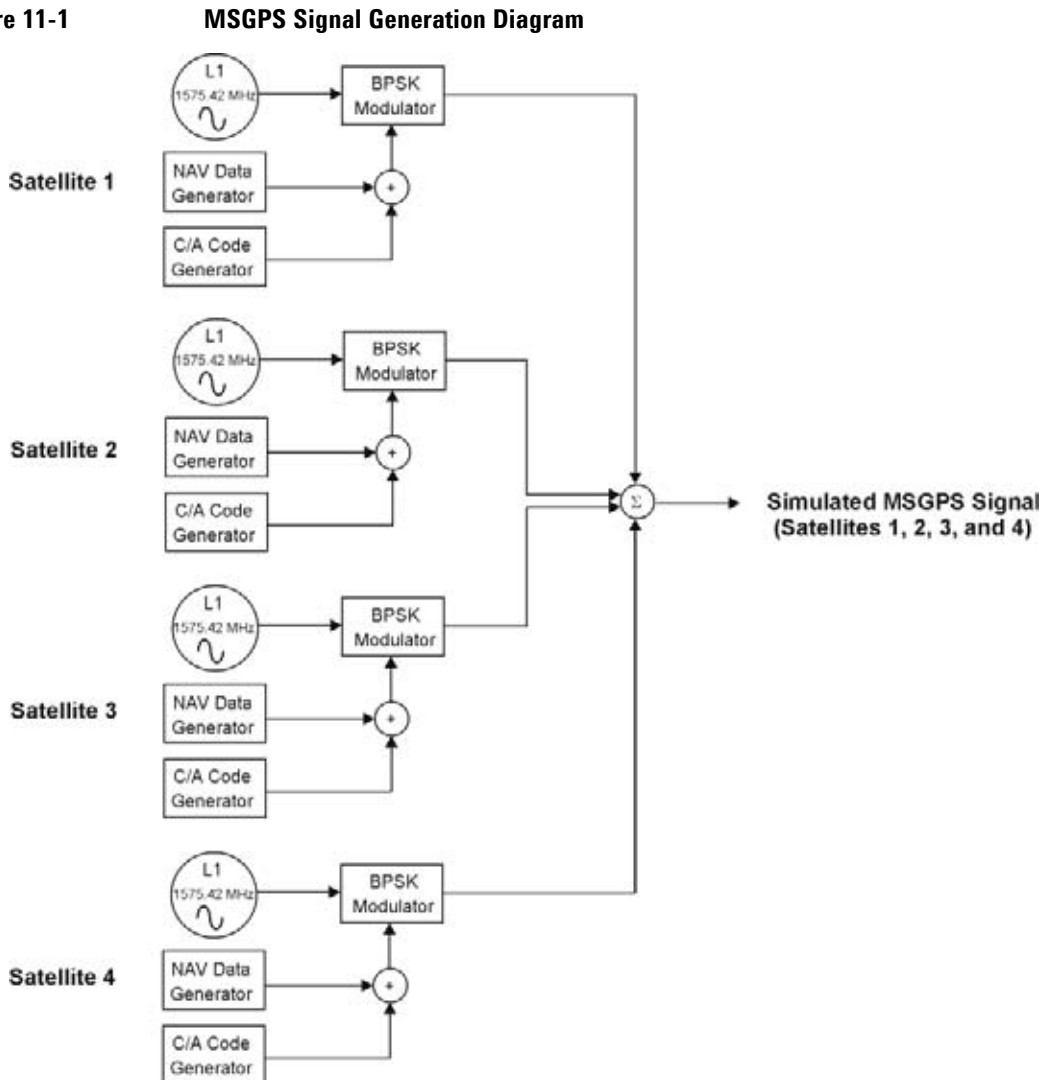 re 11-1 MSGPS Signal Generation Diagram
L1
1575.42 MHz
BPSK
Modulator
Satellite 1
NAV Data
Generator
+
C/A Code
Generator
L1
1575.42 MHz
BPSK
Modulator
Satellite 2
NAV Data
Generator
+
C/A Code
Generator
Σ
Simulated MSGPS Signal
(Satellites 1, 2, 3, and 4)
L1
1575.42 MHz
BPSK
Modulator
Satellite 3
NAV Data
Generator
+
C/A Code
Generator
L1
1575.42 MHz
BPSK
Modulator
Satellite 4
NAV Data
Generator
+
C/A Code
Generator